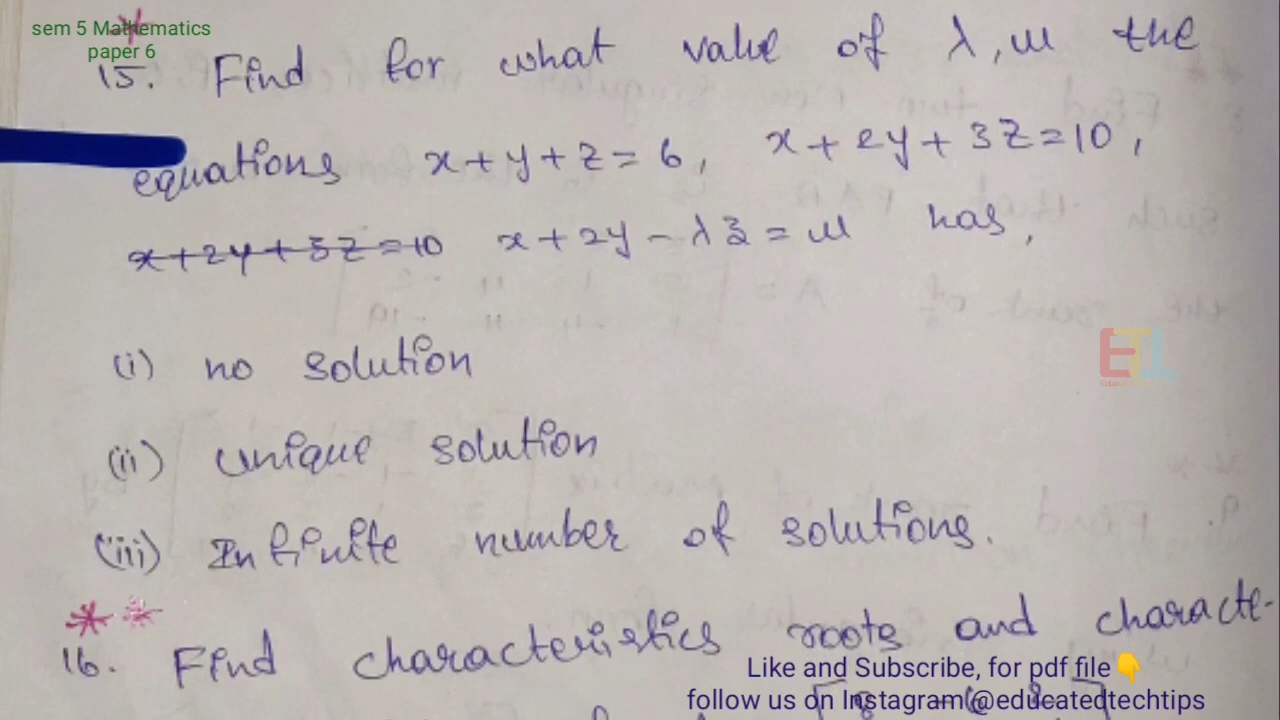 sem 5 Mathematics
paper 6
15. Find for what value of λ, μ the
equations x+y+z=6, x+2y+3z=10,
x+2y+3z=10 x+2y-λz=μ has,
(i) no solution
ETL
(ii) unique solution
(iii) Infinite number of solutions.
** 
16. Find characteristics roots and characte-
Like and Subscribe, for pdf file👇
follow us on Instagram(@educatedtechtips